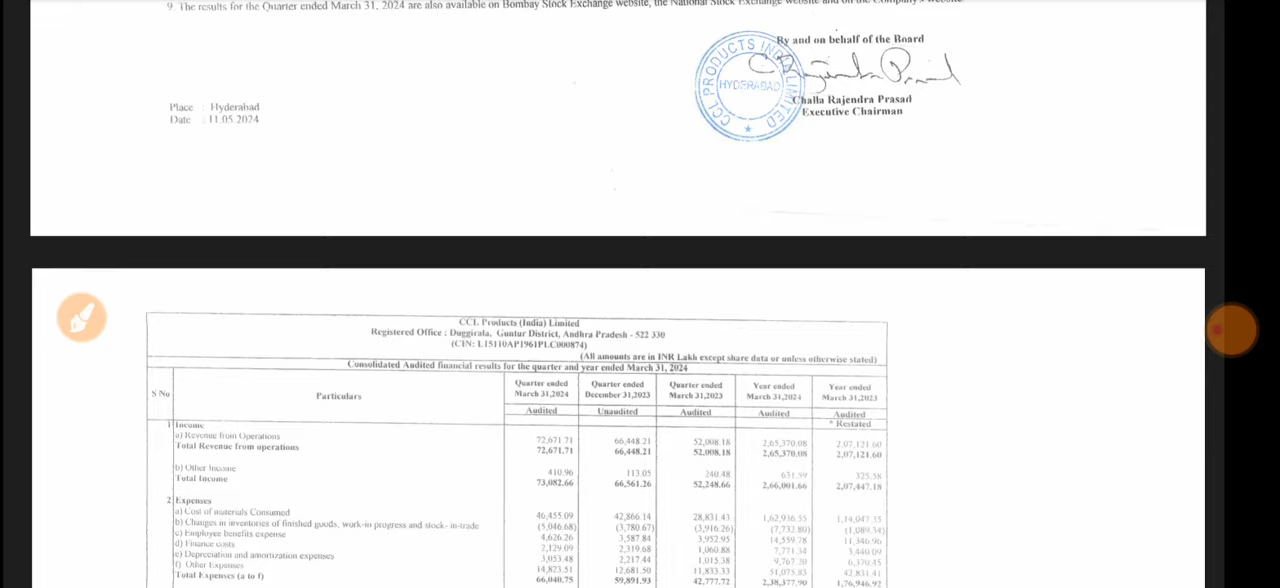 9. The results for the Quarter ended March 31, 2024 are also available on Bombay Stock Exchange website, the National Stock Exchange website and on the Company's website
By and on behalf of the Board
CCL PRODUCTS INDIA LIMITED
HYDERABAD
Challa Rajendra Prasad
Executive Chairman
Place : Hyderabad
Date : 11.05.2024
CCL Products (India) Limited
Registered Office : Duggirala, Guntur District, Andhra Pradesh - 522 330
(CIN: L15110AP1961PLC000874)
(All amounts are in INR Lakh except share data or unless otherwise stated)
Consolidated Audited financial results for the quarter and year ended March 31, 2024
S No Particulars Quarter ended March 31,2024 Quarter ended December 31,2023 Quarter ended March 31,2023 Year ended March 31,2024 Year ended March 31,2023
Audited Unaudited Audited Audited Audited
* Restated
1 Income
a) Revenue from Operations 72,671.71 66,448.21 52,008.18 2,65,370.08 2,07,121.60
Total Revenue from operations 72,671.71 66,448.21 52,008.18 2,65,370.08 2,07,121.60
b) Other Income 410.96 113.05 240.48 631.59 325.58
Total Income 73,082.66 66,561.26 52,248.66 2,66,001.66 2,07,447.18
2 Expenses
a) Cost of materials Consumed 46,455.09 42,866.14 28,831.43 1,62,936.55 1,14,047.35
b) Changes in inventories of finished goods, work-in progress and stock- in-trade (5,046.68) (3,780.67) (3,916.26) (7,732.80) (1,089.34)
c) Employee benefits expense 4,626.26 3,587.84 3,952.95 14,559.78 11,346.96
d) Finance costs 2,129.09 2,319.68 1,060.88 7,771.34 3,440.09
e) Depreciation and amortization expenses 3,053.48 2,217.44 1,015.38 9,767.20 6,370.45
f) Other Expenses 14,823.51 12,681.50 11,833.33 51,075.83 42,831.41
Total Expenses (a to f) 66,040.75 59,891.93 42,777.72 2,38,377.90 1,76,946.92